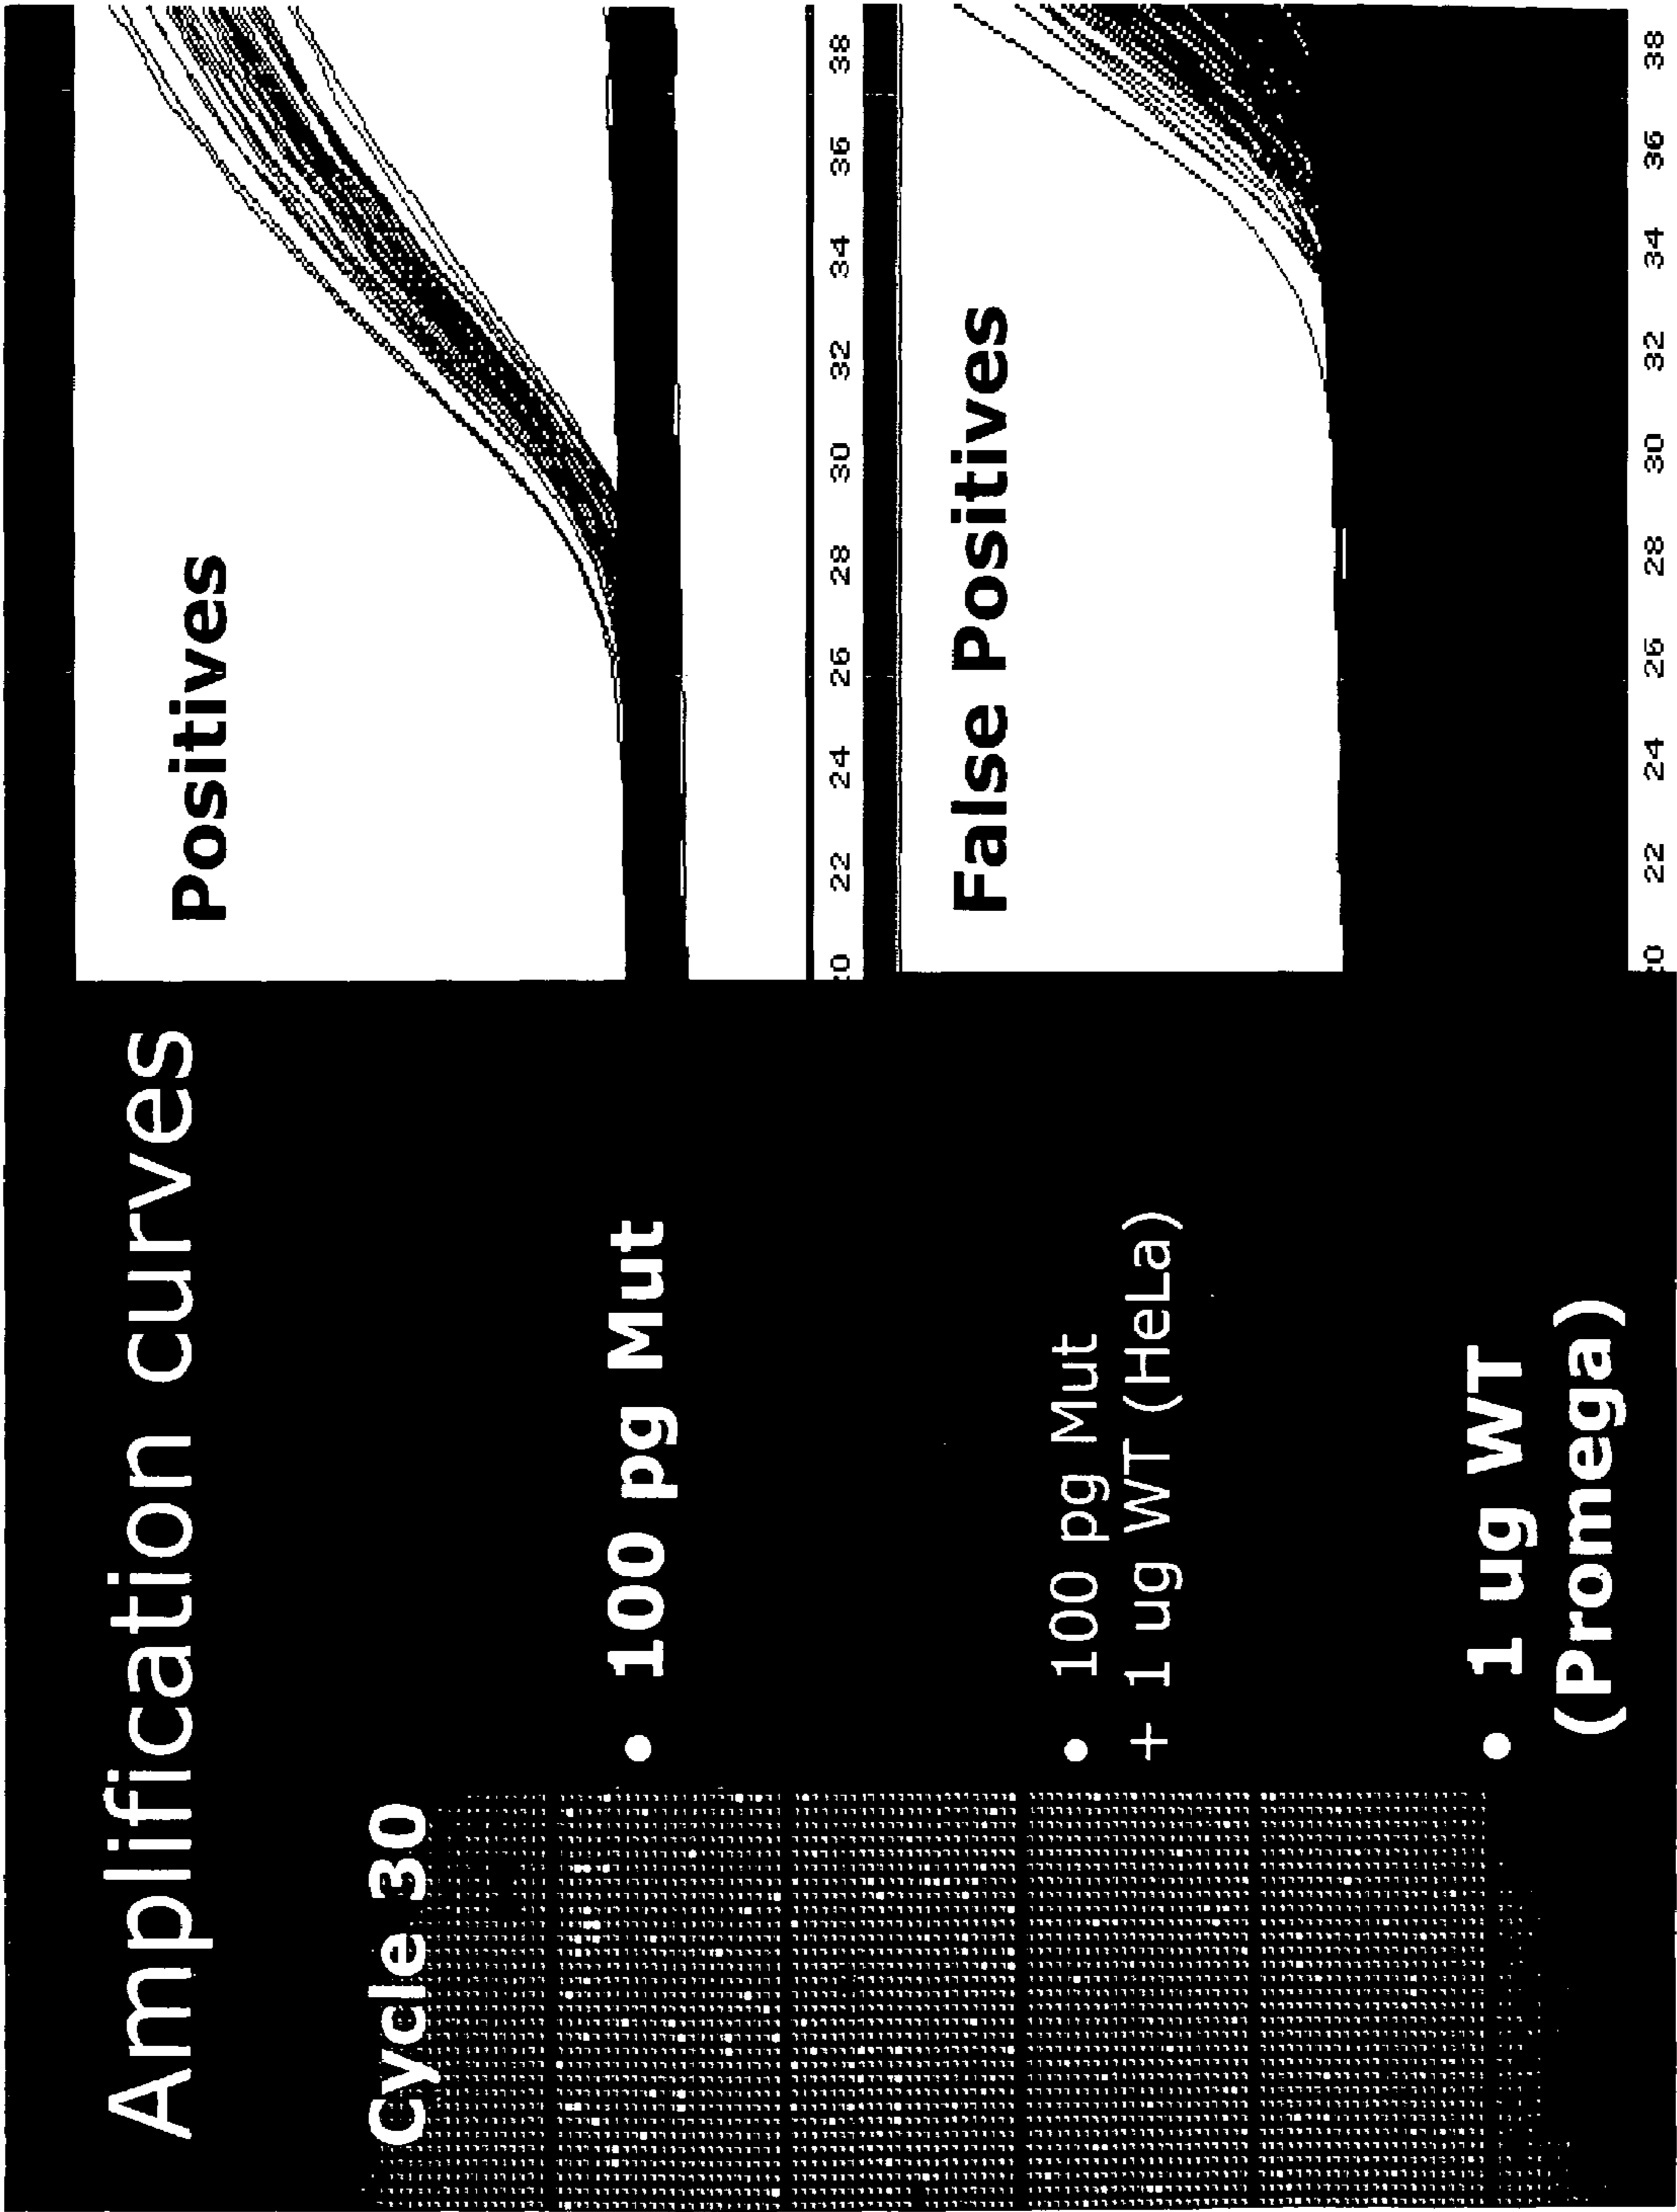 Amplification curves
Cycle 30
• 100 pg Mut
• 100 pg Mut
+ 1 ug WT (HeLa)
• 1 ug WT
(Promega)
Positives
22 24 26 28 30 32 34 36 38
False Positives
22 24 26 28 30 32 34 36 38